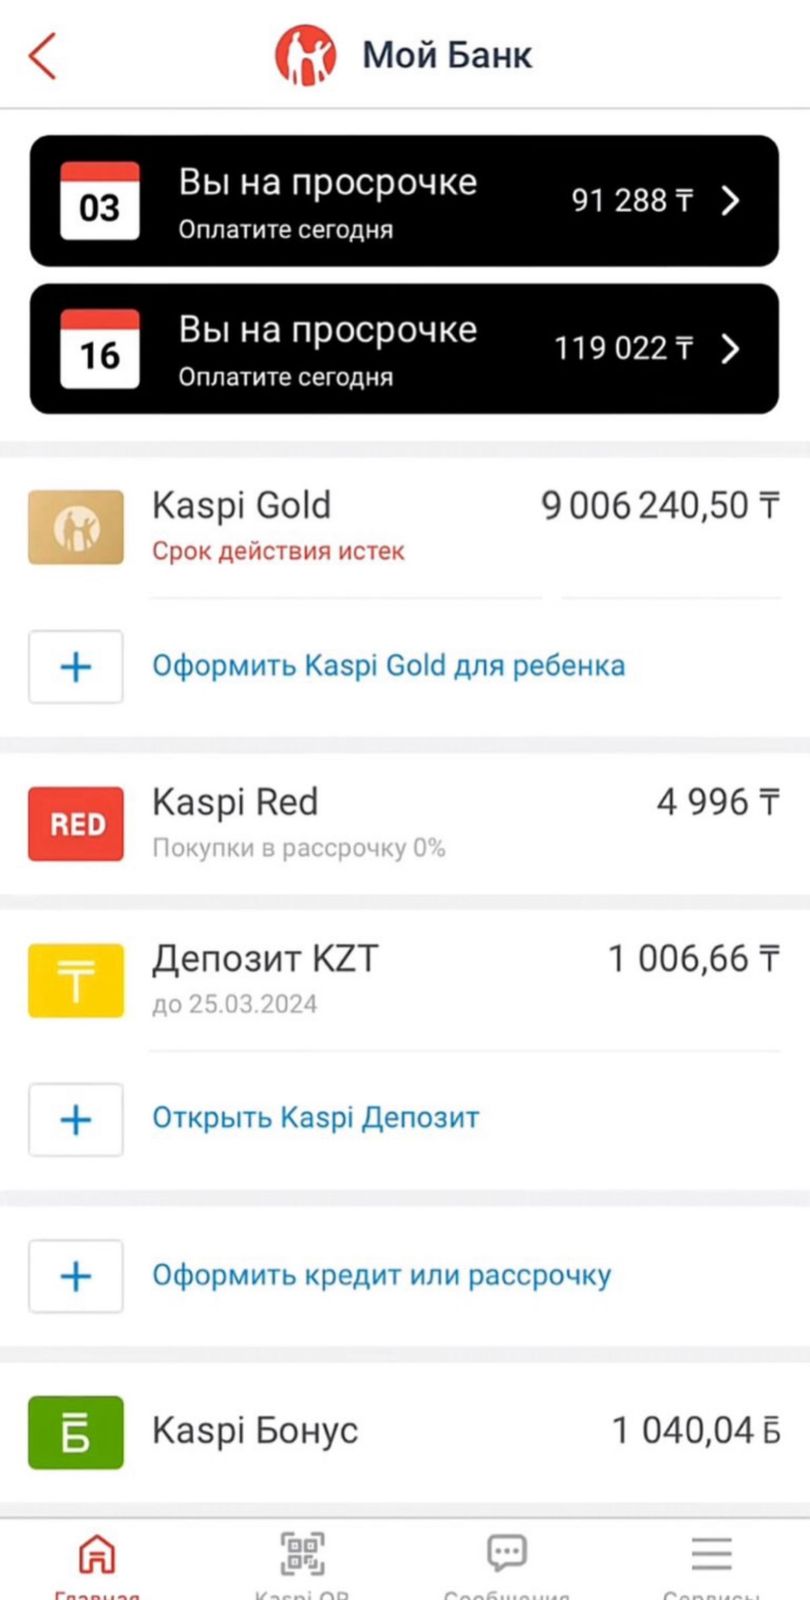 Мой Банк
03
Вы на просрочке
Оплатите сегодня
91 288 ₸
16
Вы на просрочке
Оплатите сегодня
119 022 ₸
Kaspi Gold
9 006 240,50 ₸
Срок действия истек
Оформить Kaspi Gold для ребенка
RED
Kaspi Red
4 996 ₸
Покупки в рассрочку 0%
₸
Депозит KZT
1 006,66 ₸
до 25.03.2024
Открыть Kaspi Депозит
Оформить кредит или рассрочку
Б
Kaspi Бонус
1 040,04 Б
Главная
Kaspi QR
Сообщения
Сервисы